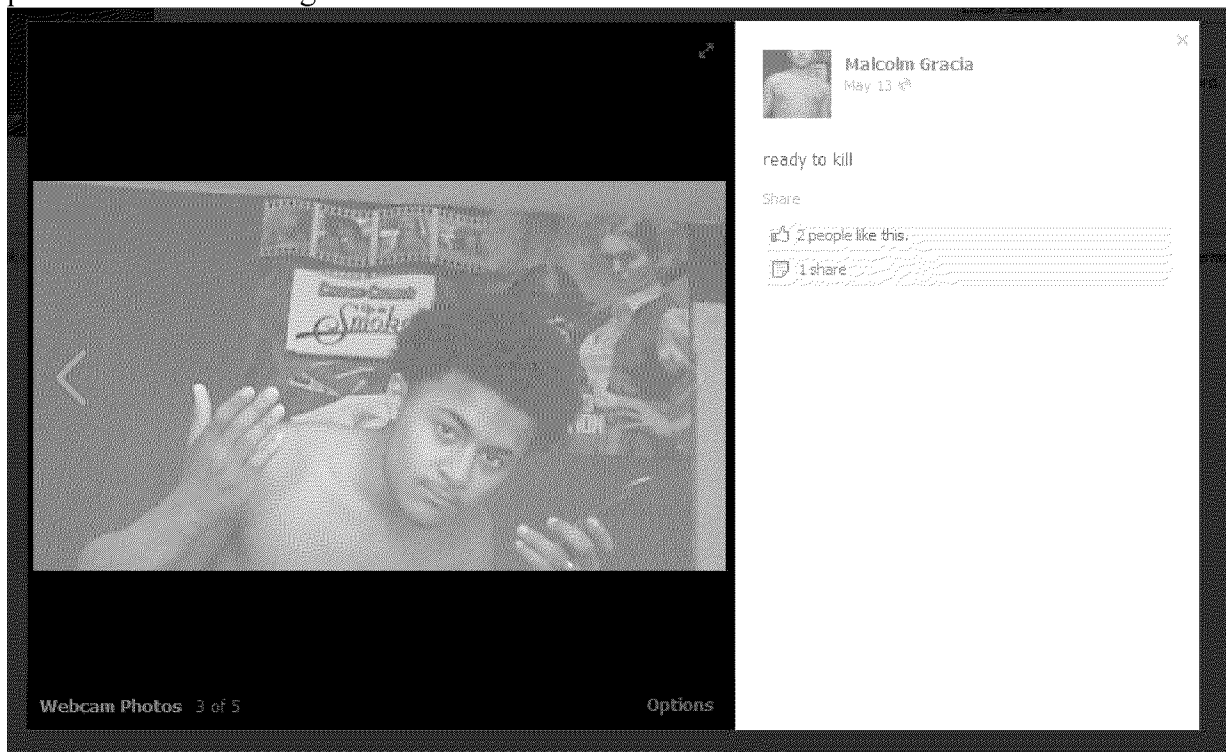 Malcolm Gracia
May 13
ready to kill
Share
2 people like this.
1 share
Smok
Webcam Photos 3 of 5
Options